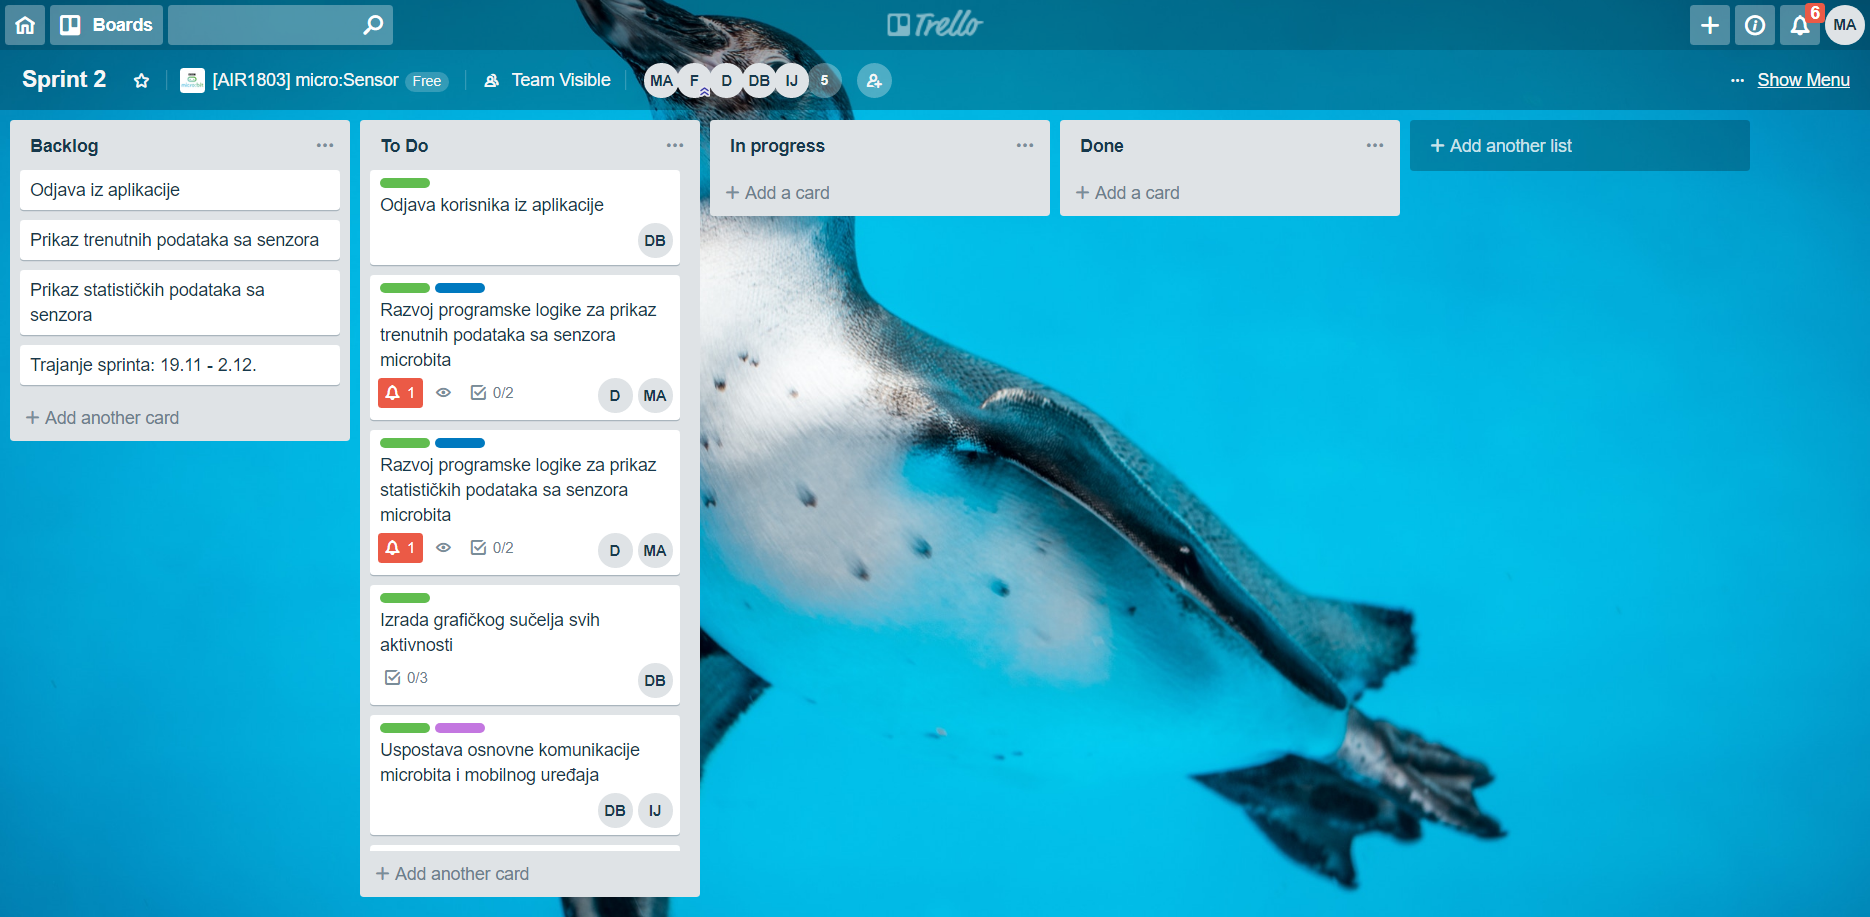 Boards
Trello
6
MA
Sprint 2
[AIR1803] micro:Sensor Free
Team Visible
MA F D DB IJ 5
Show Menu
Backlog
Odjava iz aplikacije
Prikaz trenutnih podataka sa senzora
Prikaz statističkih podataka sa
senzora
Trajanje sprinta: 19.11 - 2.12.
+ Add another card
To Do
Odjava korisnika iz aplikacije
DB
Razvoj programske logike za prikaz
trenutnih podataka sa senzora
microbita
1 0/2 D MA
Razvoj programske logike za prikaz
statističkih podataka sa senzora
microbita
1 0/2 D MA
Izrada grafičkog sučelja svih
aktivnosti
0/3 DB
Uspostava osnovne komunikacije
microbita i mobilnog uređaja
DB IJ
+ Add another card
In progress
+ Add a card
Done
+ Add a card
+ Add another list